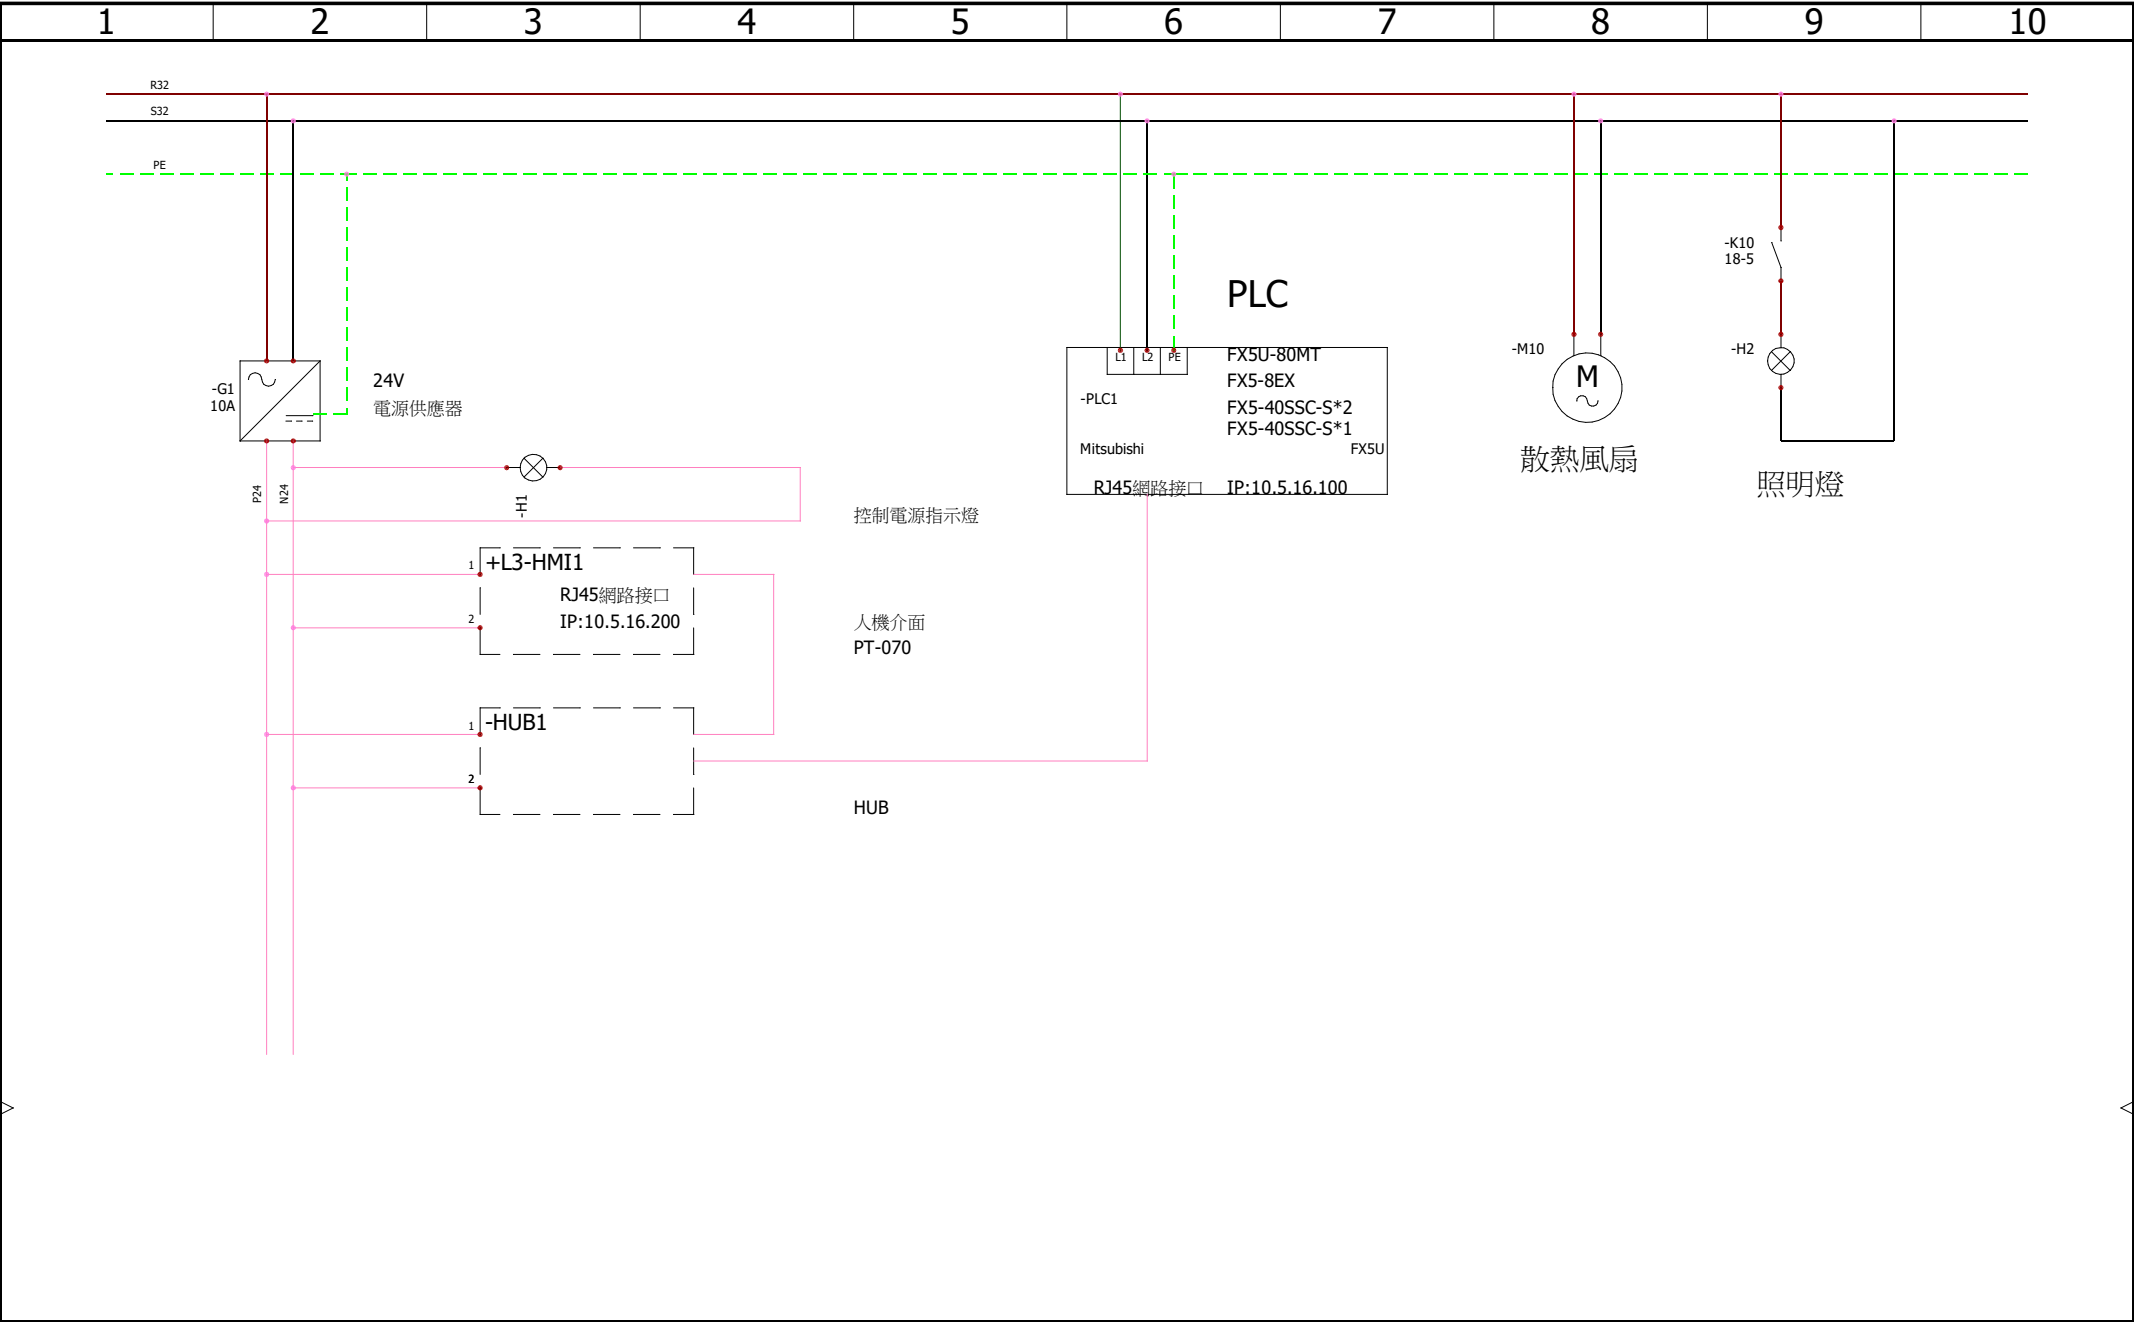 1 2 3 4 5 6 7 8 9 10
R32
S32
PE
-K10
18-5
PLC
-M10
M
-H2
L1 L2 PE
FX5U-80MT
FX5-8EX
FX5-40SSC-S*2
FX5-40SSC-S*1
-PLC1
Mitsubishi
FX5U
RJ45網路接口 IP:10.5.16.100
散熱風扇
照明燈
-G1
10A
24V
電源供應器
P24
N24
-H1
控制電源指示燈
1
+L3-HMI1
RJ45網路接口
2
IP:10.5.16.200
人機介面
PT-070
1
-HUB1
2
HUB